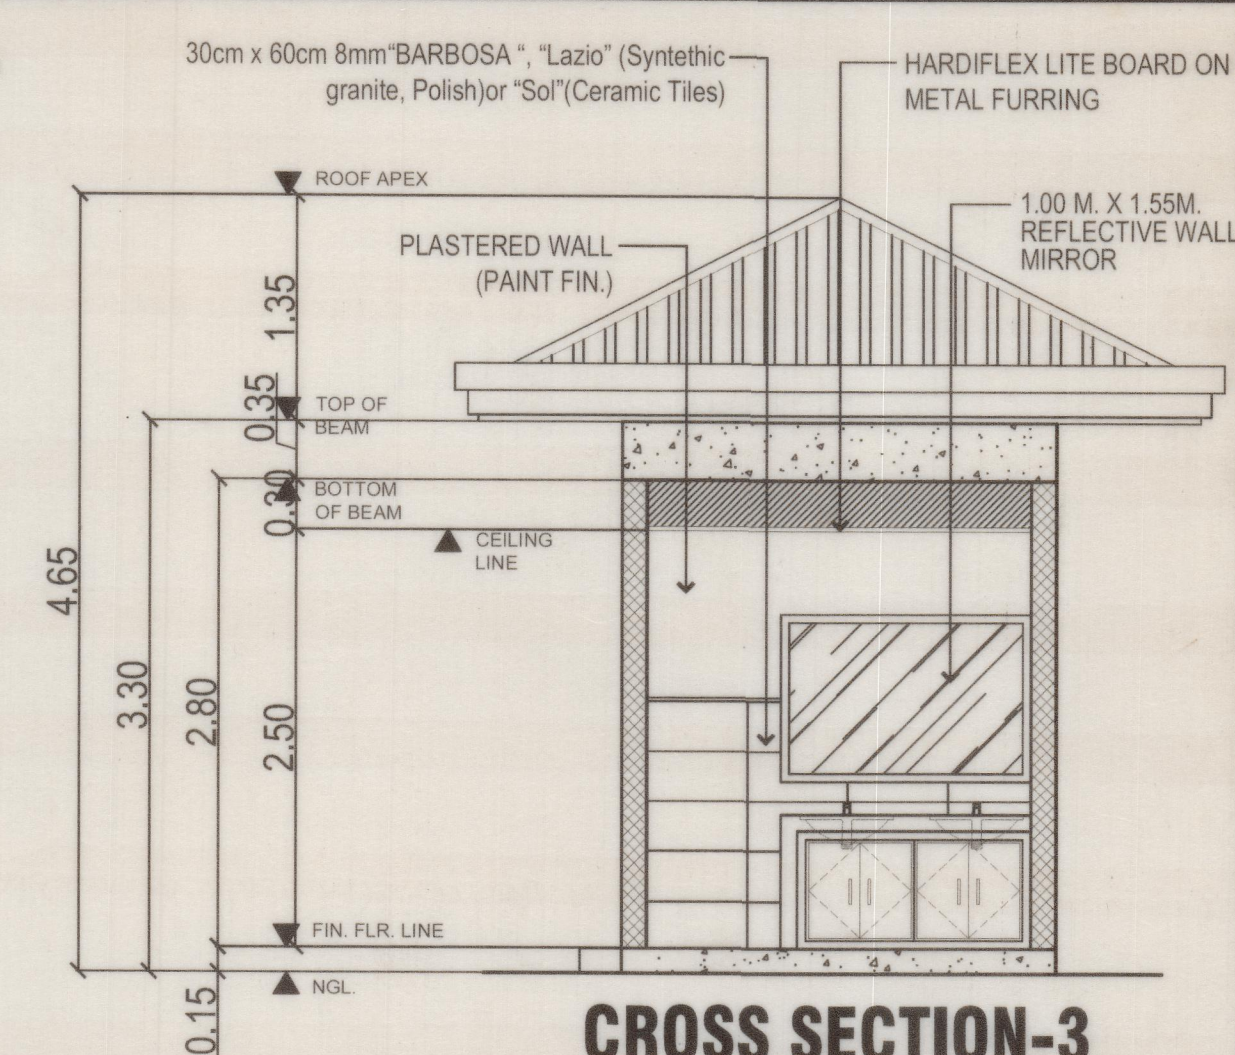 30cm x 60cm 8mm“BARBOSA “, “Lazio” (Syntethic
granite, Polish)or “Sol”(Ceramic Tiles)
HARDIFLEX LITE BOARD ON
METAL FURRING
ROOF APEX
1.00 M. X 1.55M.
REFLECTIVE WALL
MIRROR
PLASTERED WALL
(PAINT FIN.)
1.35
0.35
TOP OF
BEAM
0.30
BOTTOM
OF BEAM
CEILING
LINE
4.65
3.30
2.80
2.50
FIN. FLR. LINE
NGL.
0.15
CROSS SECTION-3